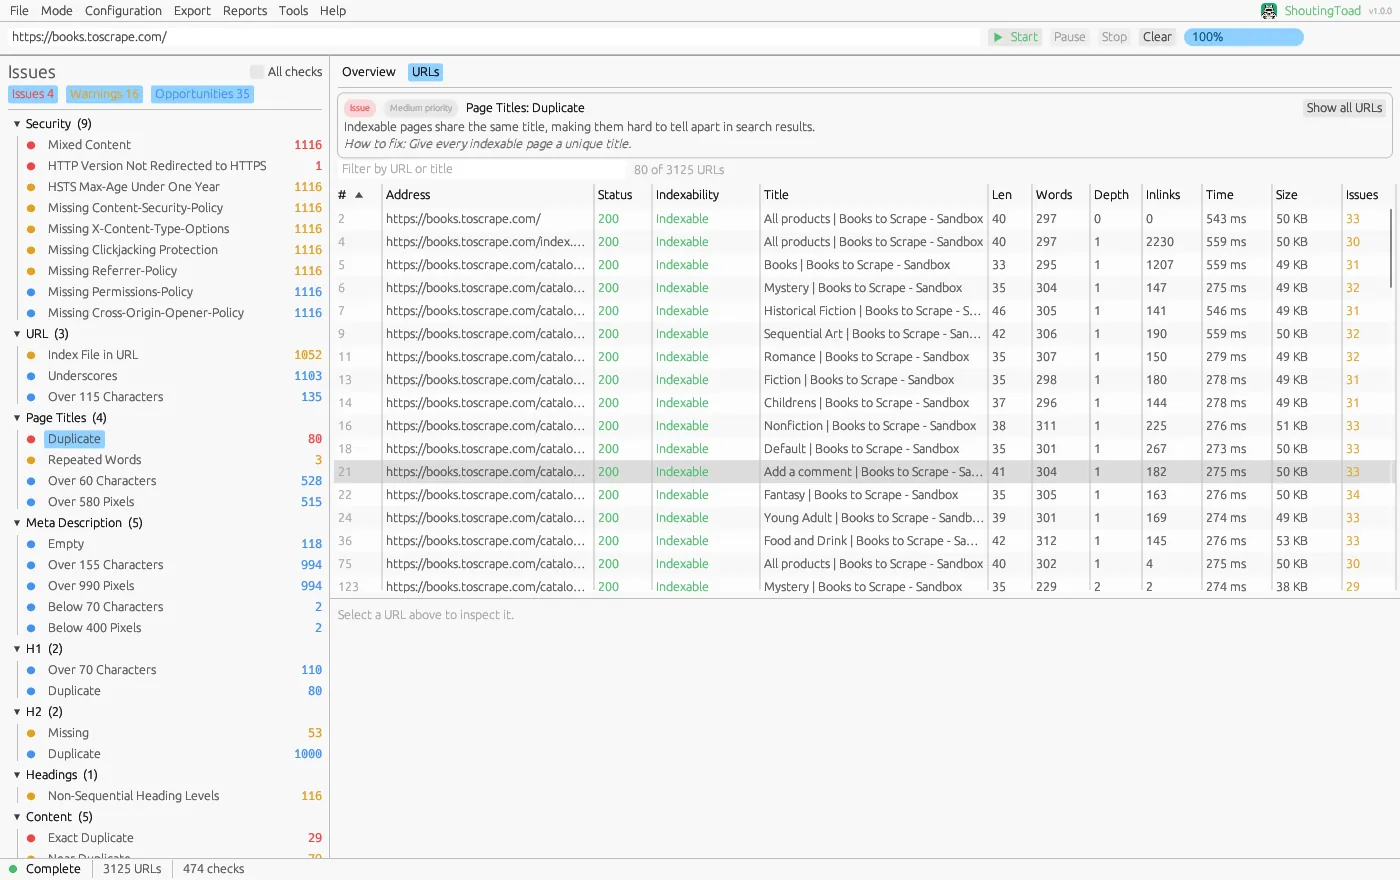 File Mode Configuration Export Reports Tools Help ShoutingToad v1.0.0
https://books.toscrape.com/ Start Pause Stop Clear 100%
Issues All checks
Issues 4 Warnings 16 Opportunities 35
Security (9)
Mixed Content 1116
HTTP Version Not Redirected to HTTPS 1
HSTS Max-Age Under One Year 1116
Missing Content-Security-Policy 1116
Missing X-Content-Type-Options 1116
Missing Clickjacking Protection 1116
Missing Referrer-Policy 1116
Missing Permissions-Policy 1116
Missing Cross-Origin-Opener-Policy 1116
URL (3)
Index File in URL 1052
Underscores 1103
Over 115 Characters 135
Page Titles (4)
Duplicate 80
Repeated Words 3
Over 60 Characters 528
Over 580 Pixels 515
Meta Description (5)
Empty 118
Over 155 Characters 994
Over 990 Pixels 994
Below 70 Characters 2
Below 400 Pixels 2
H1 (2)
Over 70 Characters 110
Duplicate 80
H2 (2)
Missing 53
Duplicate 1000
Headings (1)
Non-Sequential Heading Levels 116
Content (5)
Exact Duplicate 29
Overview URLs
Issue Medium priority Page Titles: Duplicate Show all URLs
Indexable pages share the same title, making them hard to tell apart in search results.
How to fix: Give every indexable page a unique title.
Filter by URL or title 80 of 3125 URLs
# Address Status Indexability Title Len Words Depth Inlinks Time Size Issues
2 https://books.toscrape.com/ 200 Indexable All products | Books to Scrape - Sandbox 40 297 0 0 543 ms 50 KB 33
4 https://books.toscrape.com/index.... 200 Indexable All products | Books to Scrape - Sandbox 40 297 1 2230 559 ms 50 KB 30
5 https://books.toscrape.com/catalo... 200 Indexable Books | Books to Scrape - Sandbox 33 295 1 1207 559 ms 49 KB 31
6 https://books.toscrape.com/catalo... 200 Indexable Mystery | Books to Scrape - Sandbox 35 304 1 147 275 ms 49 KB 32
7 https://books.toscrape.com/catalo... 200 Indexable Historical Fiction | Books to Scrape - S... 46 305 1 141 546 ms 49 KB 31
9 https://books.toscrape.com/catalo... 200 Indexable Sequential Art | Books to Scrape - San... 42 306 1 190 559 ms 50 KB 32
11 https://books.toscrape.com/catalo... 200 Indexable Romance | Books to Scrape - Sandbox 35 307 1 150 279 ms 49 KB 32
13 https://books.toscrape.com/catalo... 200 Indexable Fiction | Books to Scrape - Sandbox 35 298 1 180 278 ms 49 KB 31
14 https://books.toscrape.com/catalo... 200 Indexable Childrens | Books to Scrape - Sandbox 37 296 1 144 278 ms 49 KB 31
16 https://books.toscrape.com/catalo... 200 Indexable Nonfiction | Books to Scrape - Sandbox 38 311 1 225 276 ms 51 KB 33
18 https://books.toscrape.com/catalo... 200 Indexable Default | Books to Scrape - Sandbox 35 301 1 267 273 ms 50 KB 33
21 https://books.toscrape.com/catalo... 200 Indexable Add a comment | Books to Scrape - Sa... 41 304 1 182 275 ms 50 KB 33
22 https://books.toscrape.com/catalo... 200 Indexable Fantasy | Books to Scrape - Sandbox 35 305 1 163 276 ms 50 KB 34
24 https://books.toscrape.com/catalo... 200 Indexable Young Adult | Books to Scrape - Sandb... 39 301 1 169 274 ms 49 KB 33
36 https://books.toscrape.com/catalo... 200 Indexable Food and Drink | Books to Scrape - Sa... 42 312 1 145 276 ms 53 KB 33
75 https://books.toscrape.com/catalo... 200 Indexable All products | Books to Scrape - Sandbox 40 302 1 4 275 ms 50 KB 30
123 https://books.toscrape.com/catalo... 200 Indexable Mystery | Books to Scrape - Sandbox 35 229 2 2 274 ms 38 KB 29
Select a URL above to inspect it.
Complete 3125 URLs 474 checks